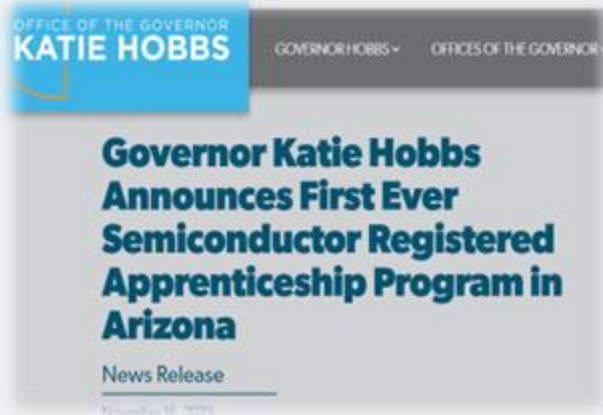 OFFICE OF THE GOVERNOR
KATIE HOBBS
GOVERNOR HOBBS
OFFICES OF THE GOVERNOR
Governor Katie Hobbs
Announces First Ever
Semiconductor Registered
Apprenticeship Program in
Arizona
News Release